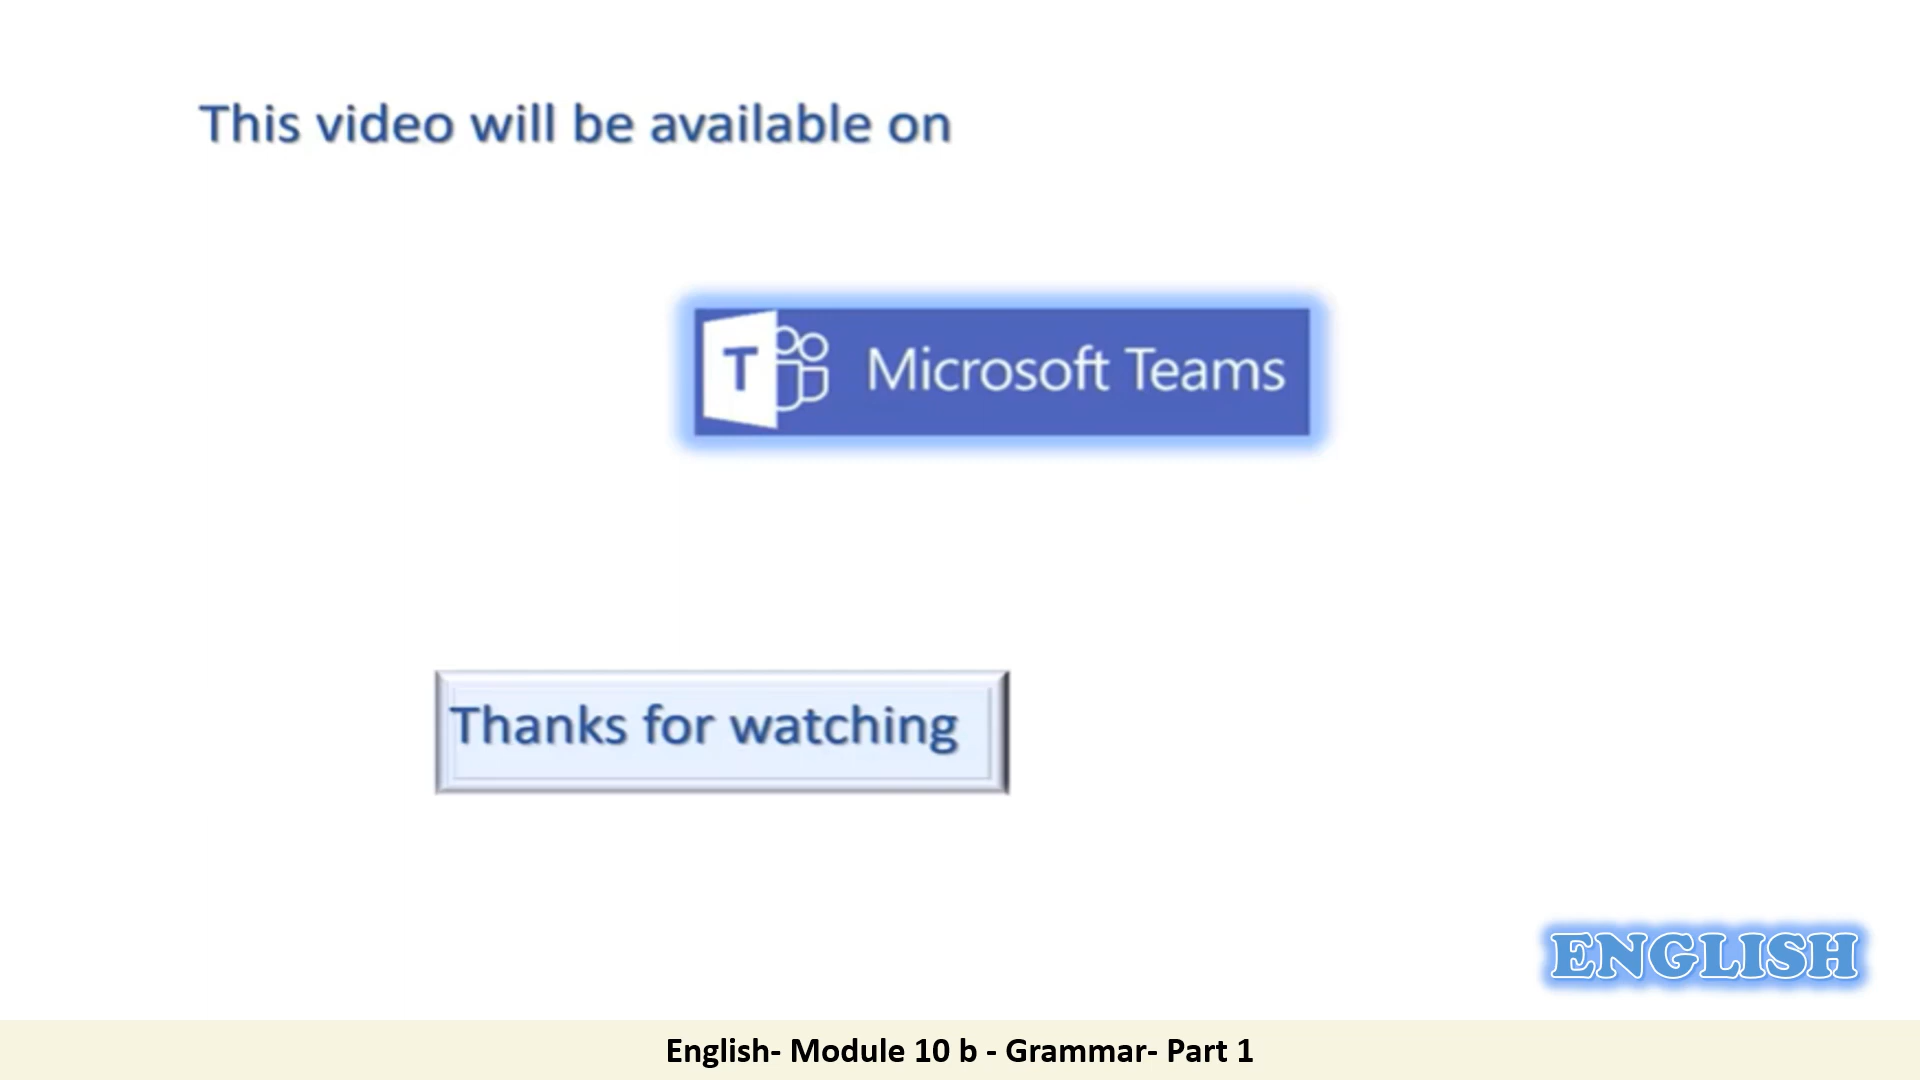 This video will be available on
T Microsoft Teams
Thanks for watching
ENGLISH
English- Module 10 b - Grammar- Part 1